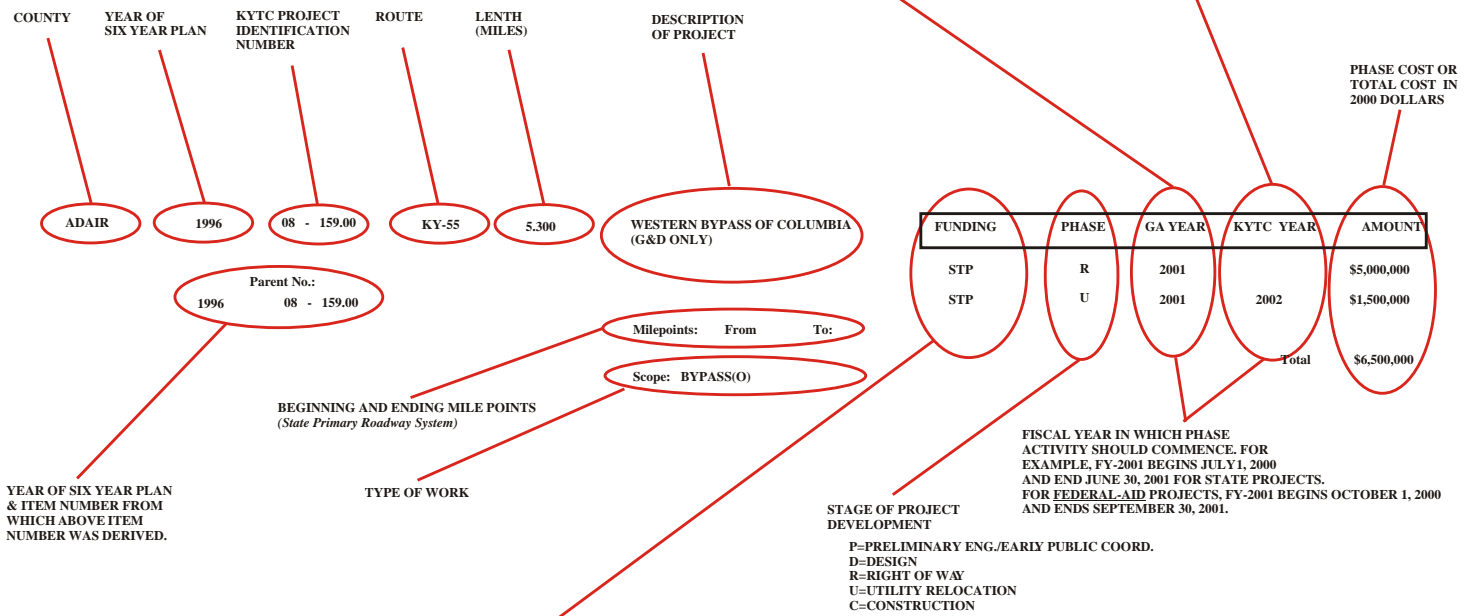 COUNTY
YEAR OF
SIX YEAR PLAN
KYTC PROJECT
IDENTIFICATION
NUMBER
ROUTE
LENTH
(MILES)
DESCRIPTION
OF PROJECT
PHASE COST OR
TOTAL COST IN
2000 DOLLARS
ADAIR 1996 08 - 159.00 KY-55 5.300
WESTERN BYPASS OF COLUMBIA
(G&D ONLY)
FUNDING PHASE GA YEAR KYTC YEAR AMOUNT
STP R 2001 $5,000,000
STP U 2001 2002 $1,500,000
Total $6,500,000
Parent No.:
1996 08 - 159.00
Milepoints: From To:
Scope: BYPASS(O)
BEGINNING AND ENDING MILE POINTS
(State Primary Roadway System)
TYPE OF WORK
YEAR OF SIX YEAR PLAN
& ITEM NUMBER FROM
WHICH ABOVE ITEM
NUMBER WAS DERIVED.
FISCAL YEAR IN WHICH PHASE
ACTIVITY SHOULD COMMENCE. FOR
EXAMPLE, FY-2001 BEGINS JULY1, 2000
AND END JUNE 30, 2001 FOR STATE PROJECTS.
FOR FEDERAL-AID PROJECTS, FY-2001 BEGINS OCTOBER 1, 2000
AND ENDS SEPTEMBER 30, 2001.
STAGE OF PROJECT
DEVELOPMENT
P=PRELIMINARY ENG./EARLY PUBLIC COORD.
D=DESIGN
R=RIGHT OF WAY
U=UTILITY RELOCATION
C=CONSTRUCTION